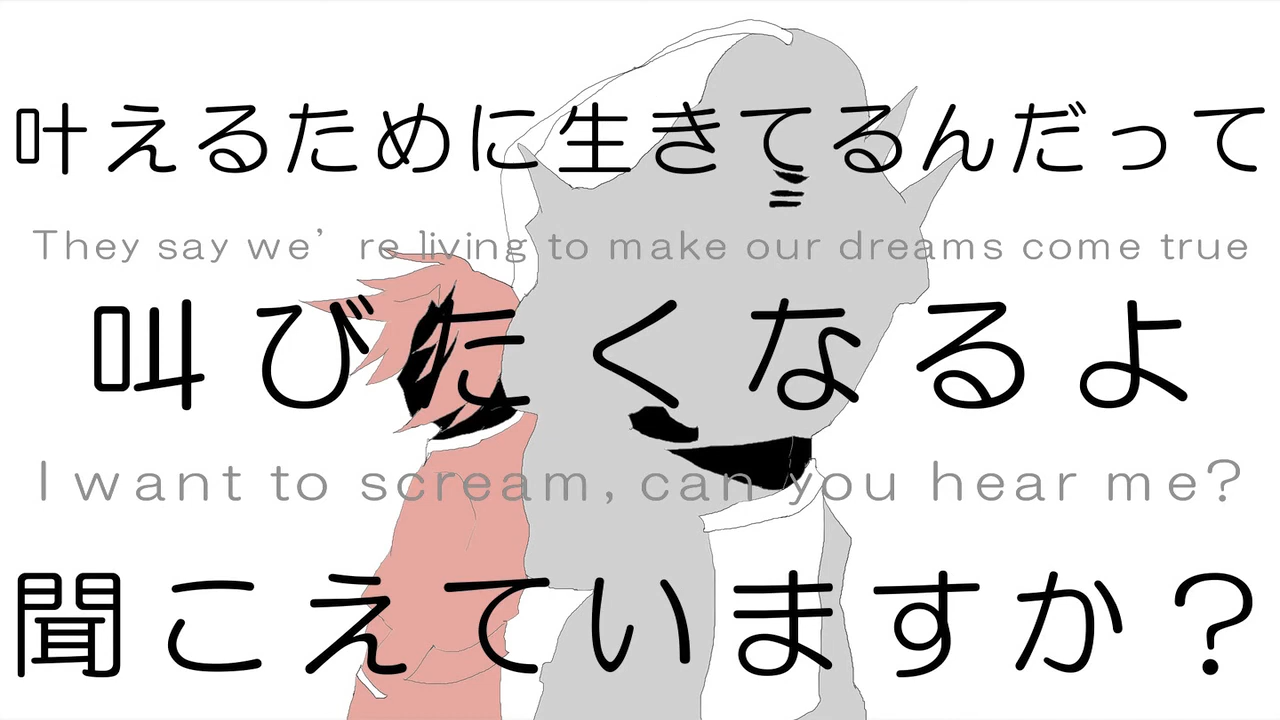 叶えるために生きてるんだって
They say we’re living to make our dreams come true
叫びたくなるよ
I want to scream, can you hear me?
聞こえていますか？